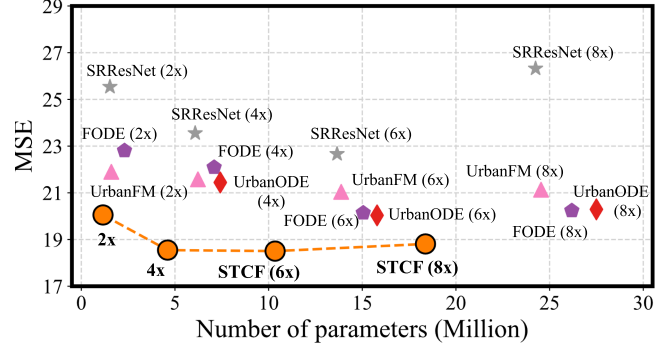 29
27
25
23
21
19
17
MSE
SRResNet (2x)
SRResNet (4x)
SRResNet (6x)
SRResNet (8x)
FODE (2x)
FODE (4x)
UrbanFM (2x)
UrbanODE
(4x)
UrbanFM (6x)
UrbanFM (8x)
FODE (6x)
UrbanODE (6x)
UrbanODE
(8x)
FODE (8x)
2x
4x
STCF (6x)
STCF (8x)
0 5 10 15 20 25 30
Number of parameters (Million)